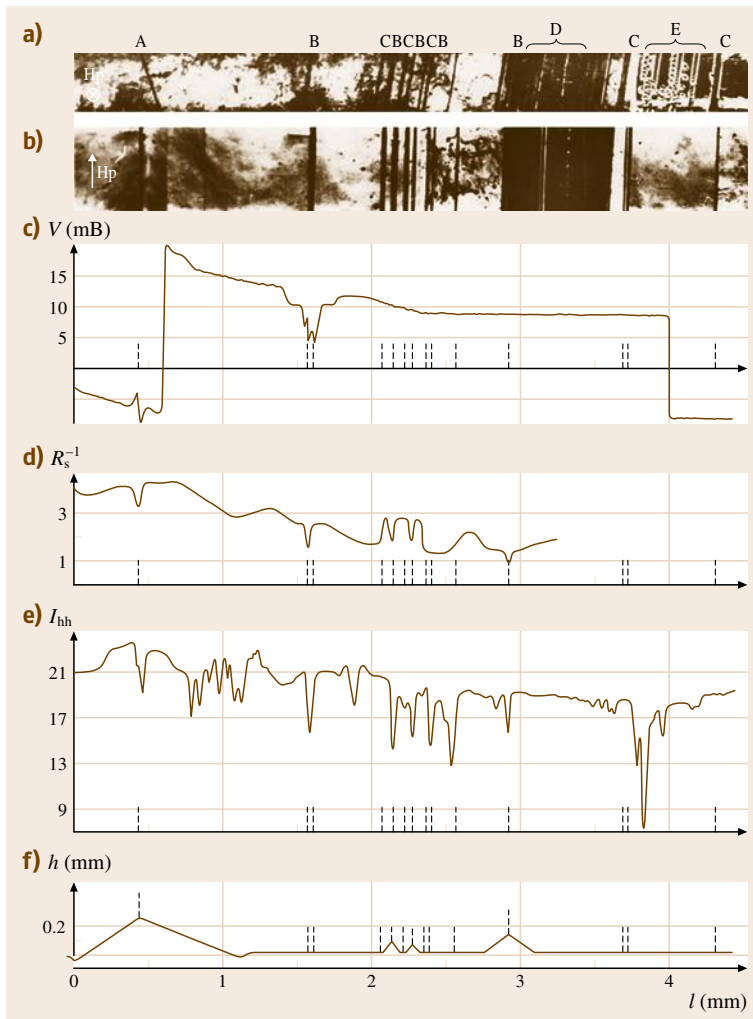 a)
A B CBCBCB B D C E C
Hp
b)
Hp
c) V (mB)
15
10
5
d) R_s^{-1}
3
1
e) I_hh
21
17
13
9
f) h (mm)
0.2
0 1 2 3 4
l (mm)